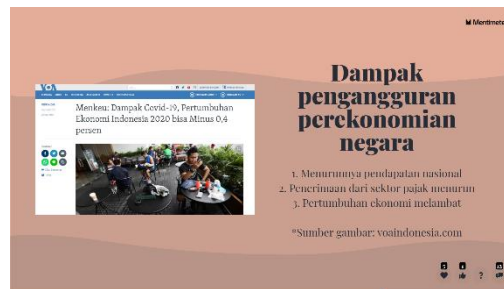 Mentimeter
VOA
Menkeu: Dampak Covid-19, Pertumbuhan
Ekonomi Indonesia 2020 bisa Minus 0,4
persen
Dampak
pengangguran
perekonomian
negara
1. Menurunnya pendapatan nasional
2. Penerimaan dari sektor pajak menurun
3. Pertumbuhan ekonomi melambat
*Sumber gambar: voaindonesia.com